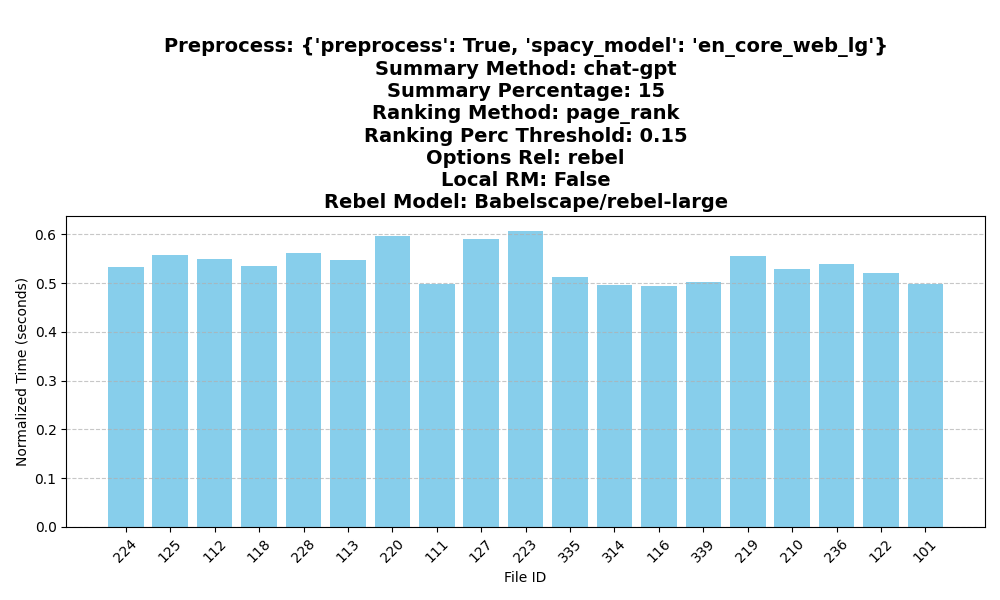 Preprocess: {'preprocess': True, 'spacy_model': 'en_core_web_lg'}
Summary Method: chat-gpt
Summary Percentage: 15
Ranking Method: page_rank
Ranking Perc Threshold: 0.15
Options Rel: rebel
Local RM: False
Rebel Model: Babelscape/rebel-large
Normalized Time (seconds)
0.6
0.5
0.4
0.3
0.2
0.1
0.0
224 125 112 118 228 113 220 111 127 223 335 314 116 339 219 210 236 122 101
File ID